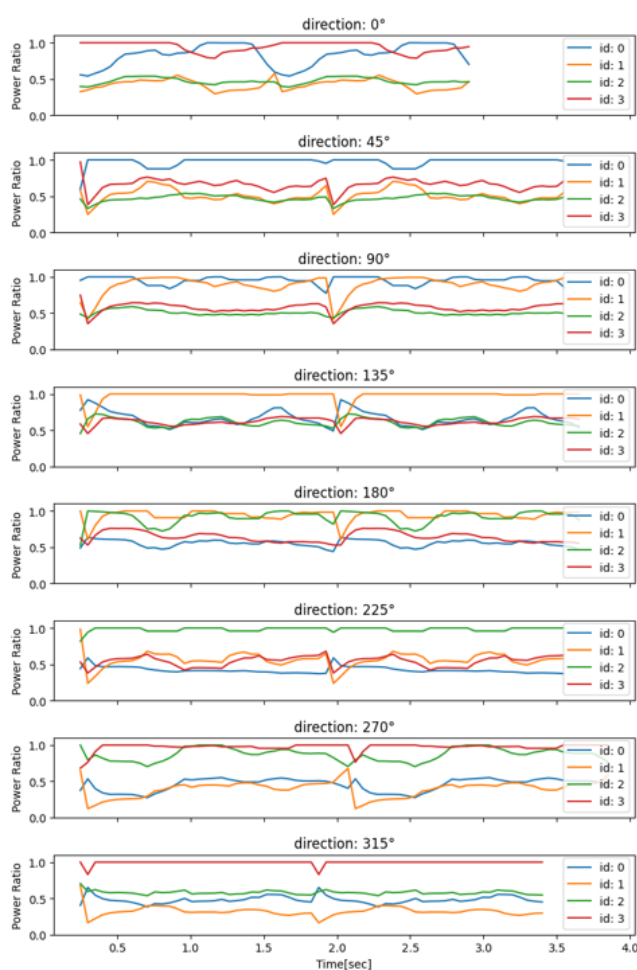 direction: 0°
1.0
0.5
0.0
Power Ratio
id: 0
id: 1
id: 2
id: 3
direction: 45°
1.0
0.5
0.0
Power Ratio
id: 0
id: 1
id: 2
id: 3
direction: 90°
1.0
0.5
0.0
Power Ratio
id: 0
id: 1
id: 2
id: 3
direction: 135°
1.0
0.5
0.0
Power Ratio
id: 0
id: 1
id: 2
id: 3
direction: 180°
1.0
0.5
0.0
Power Ratio
id: 0
id: 1
id: 2
id: 3
direction: 225°
1.0
0.5
0.0
Power Ratio
id: 0
id: 1
id: 2
id: 3
direction: 270°
1.0
0.5
0.0
Power Ratio
id: 0
id: 1
id: 2
id: 3
direction: 315°
1.0
0.5
0.0
Power Ratio
id: 0
id: 1
id: 2
id: 3
0.5 1.0 1.5 2.0 2.5 3.0 3.5 4.0
Time[sec]